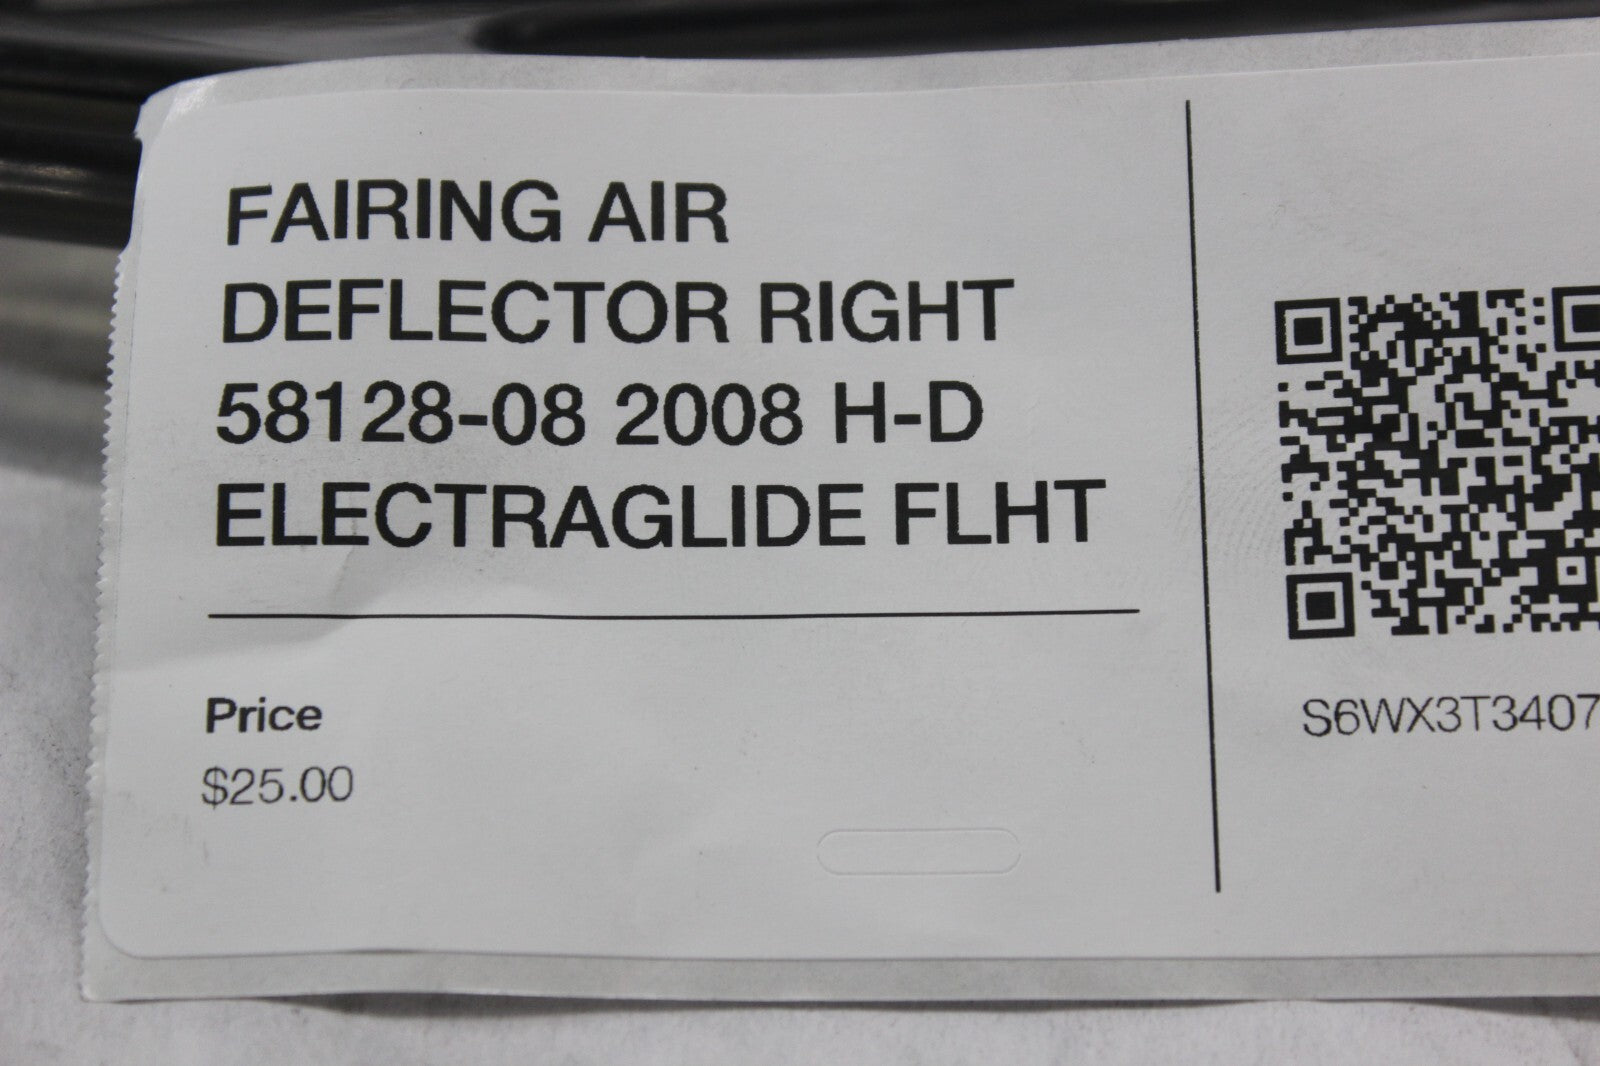 FAIRING AIR
DEFLECTOR RIGHT
58128-08 2008 H-D
ELECTRAGLIDE FLHT
Price
$25.00
S6WX3T3407